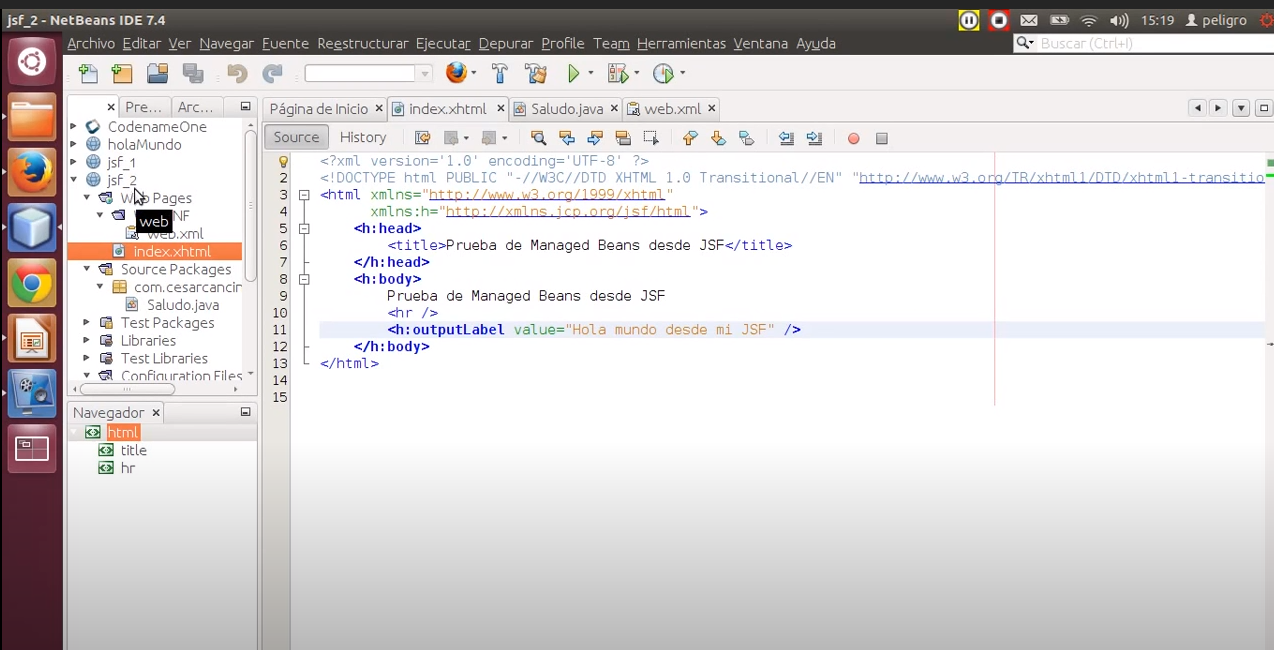 jsf_2 - NetBeans IDE 7.4
15:19 peligro
Archivo Editar Ver Navegar Fuente Reestructurar Ejecutar Depurar Profile Team Herramientas Ventana Ayuda
Buscar (Ctrl+I)
Pre... Arc...
CodenameOne
holaMundo
jsf_1
jsf_2
Web Pages
NF
web
web.xml
index.xhtml
Source Packages
com.cesarcancin
Saludo.java
Test Packages
Libraries
Test Libraries
Configuration Files
Navegador
html
title
hr
Página de Inicio index.xhtml Saludo.java web.xml
Source History
1 <?xml version='1.0' encoding='UTF-8' ?>
2 <!DOCTYPE html PUBLIC "-//W3C//DTD XHTML 1.0 Transitional//EN" "http://www.w3.org/TR/xhtml1/DTD/xhtml1-transitio
3 <html xmlns="http://www.w3.org/1999/xhtml"
4 xmlns:h="http://xmlns.jcp.org/jsf/html">
5 <h:head>
6 <title>Prueba de Managed Beans desde JSF</title>
7 </h:head>
8 <h:body>
9 Prueba de Managed Beans desde JSF
10 <hr />
11 <h:outputLabel value="Hola mundo desde mi JSF" />
12 </h:body>
13 </html>
14
15